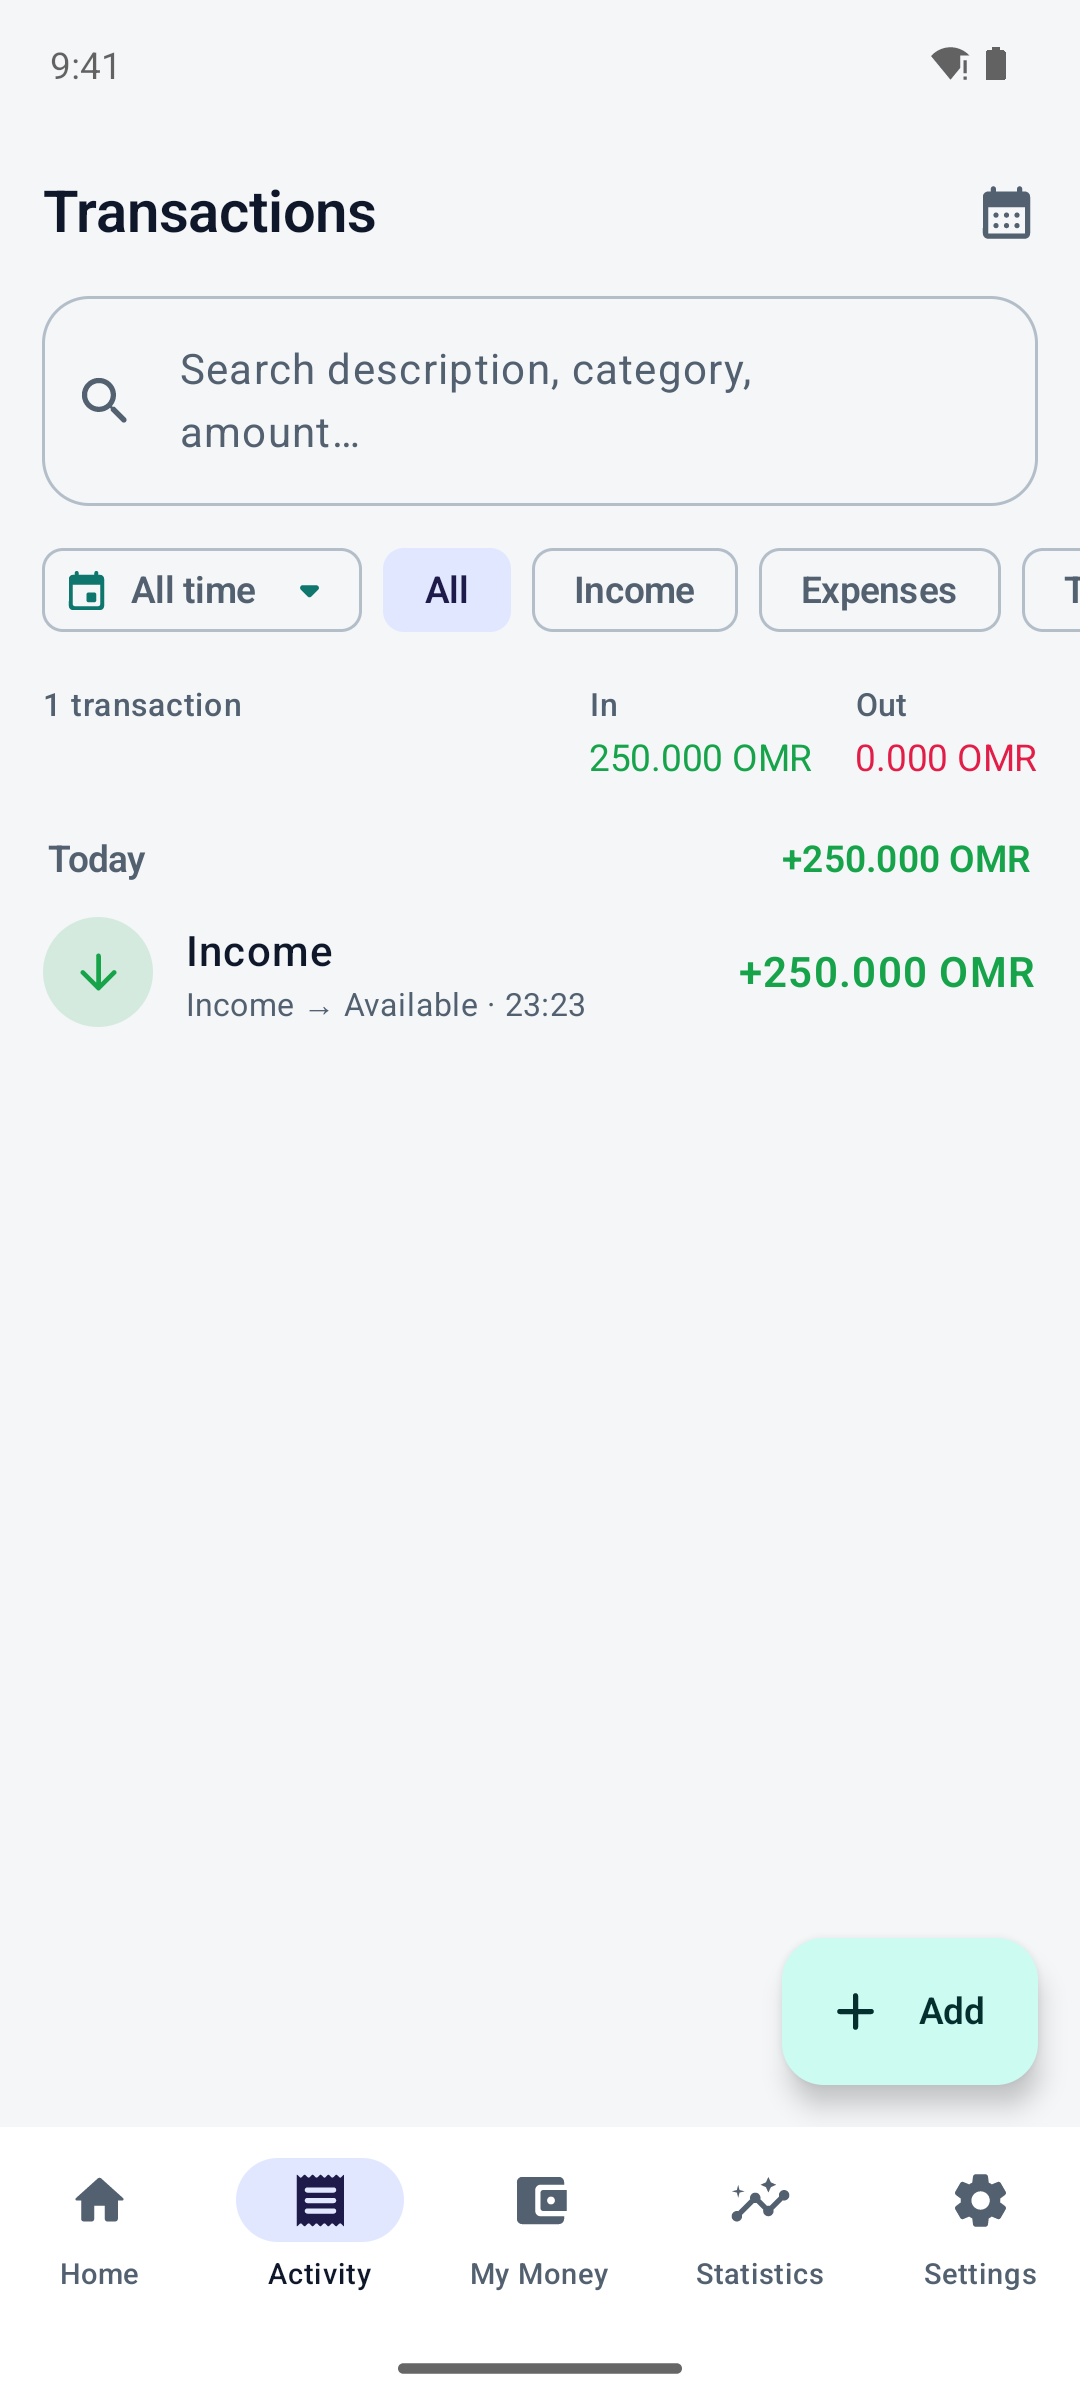 9:41
Transactions
Search description, category,
amount…
All time
All
Income
Expenses
T
1 transaction
In
Out
250.000 OMR
0.000 OMR
Today
+250.000 OMR
Income
+250.000 OMR
Income → Available · 23:23
Add
Home
Activity
My Money
Statistics
Settings